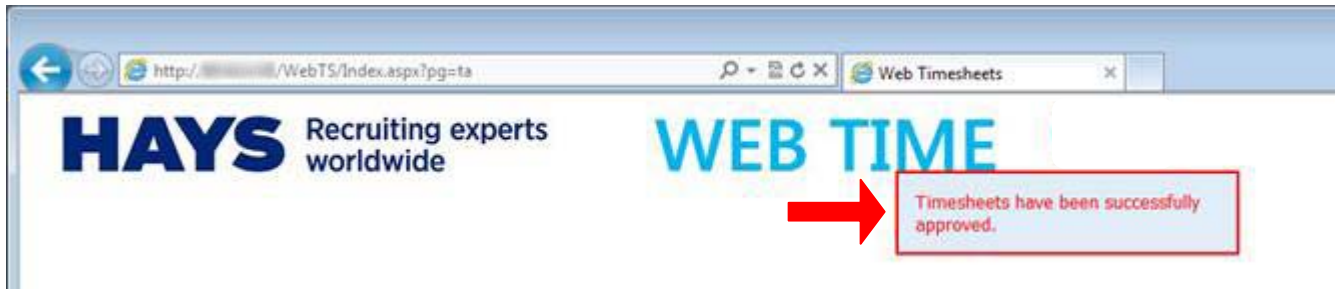 http:/ /WebTS/Index.aspx?pg=ta
Web Timesheets
HAYS Recruiting experts
worldwide
WEB TIME
Timesheets have been successfully
approved.